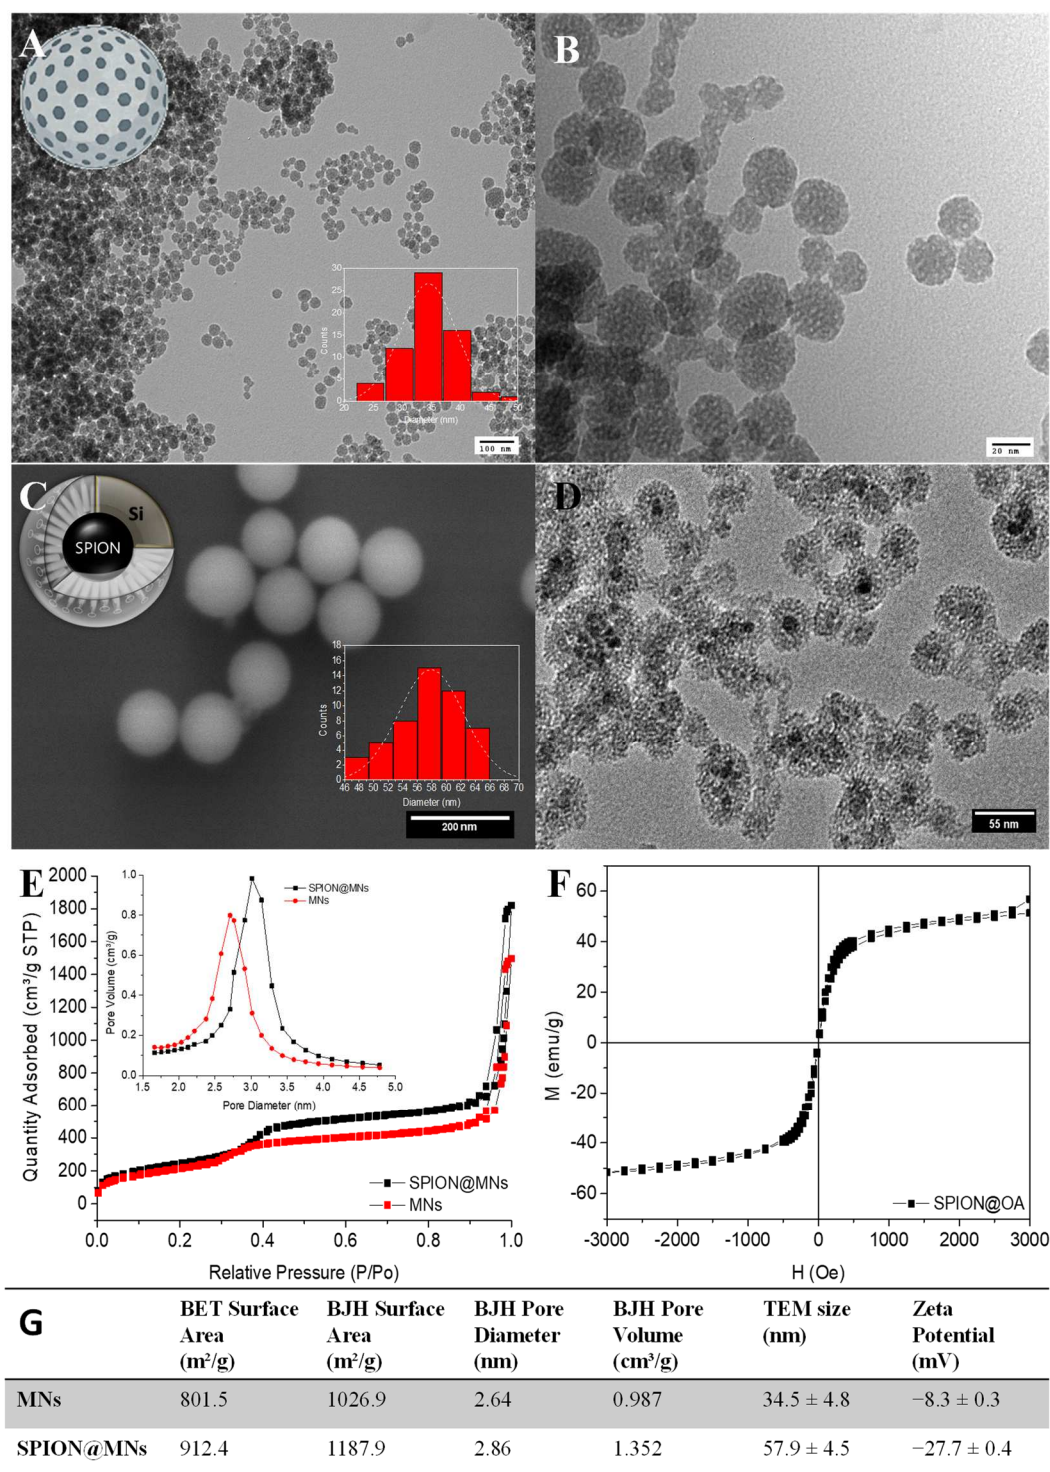 A
B
30
25
20
15
10
5
0
Counts
20 25 30 35 40 45 50
Diameter (nm)
100 nm
20 nm
C
Si
SPION
D
18
16
14
12
10
8
6
4
2
0
Counts
46 48 50 52 54 56 58 60 62 64 66 68 70
Diameter (nm)
200 nm
55 nm
E
2000
1800
1600
1400
1200
1000
800
600
400
200
0
Quantity Adsorbed (cm³/g STP)
1.0
0.8
0.6
0.4
0.2
0.0
Pore Volume (cm³/g)
SPION@MNs
MNs
1.5 2.0 2.5 3.0 3.5 4.0 4.5 5.0
Pore Diameter (nm)
SPION@MNs
MNs
0.0 0.2 0.4 0.6 0.8 1.0
Relative Pressure (P/Po)
F
60
40
20
0
-20
-40
-60
M (emu/g)
SPION@OA
-3000 -2000 -1000 0 1000 2000 3000
H (Oe)
G
BET Surface Area (m²/g)
BJH Surface Area (m²/g)
BJH Pore Diameter (nm)
BJH Pore Volume (cm³/g)
TEM size (nm)
Zeta Potential (mV)
MNs 801.5 1026.9 2.64 0.987 34.5 ± 4.8 −8.3 ± 0.3
SPION@MNs 912.4 1187.9 2.86 1.352 57.9 ± 4.5 −27.7 ± 0.4